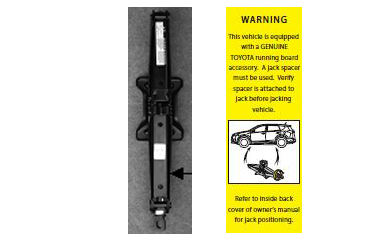 WARNING
This vehicle is equipped
with a GENUINE
TOYOTA running board
accessory. A jack spacer
must be used. Verify
spacer is attached to
jack before jacking
vehicle.
Refer to inside back
cover of owner's manual
for jack positioning.